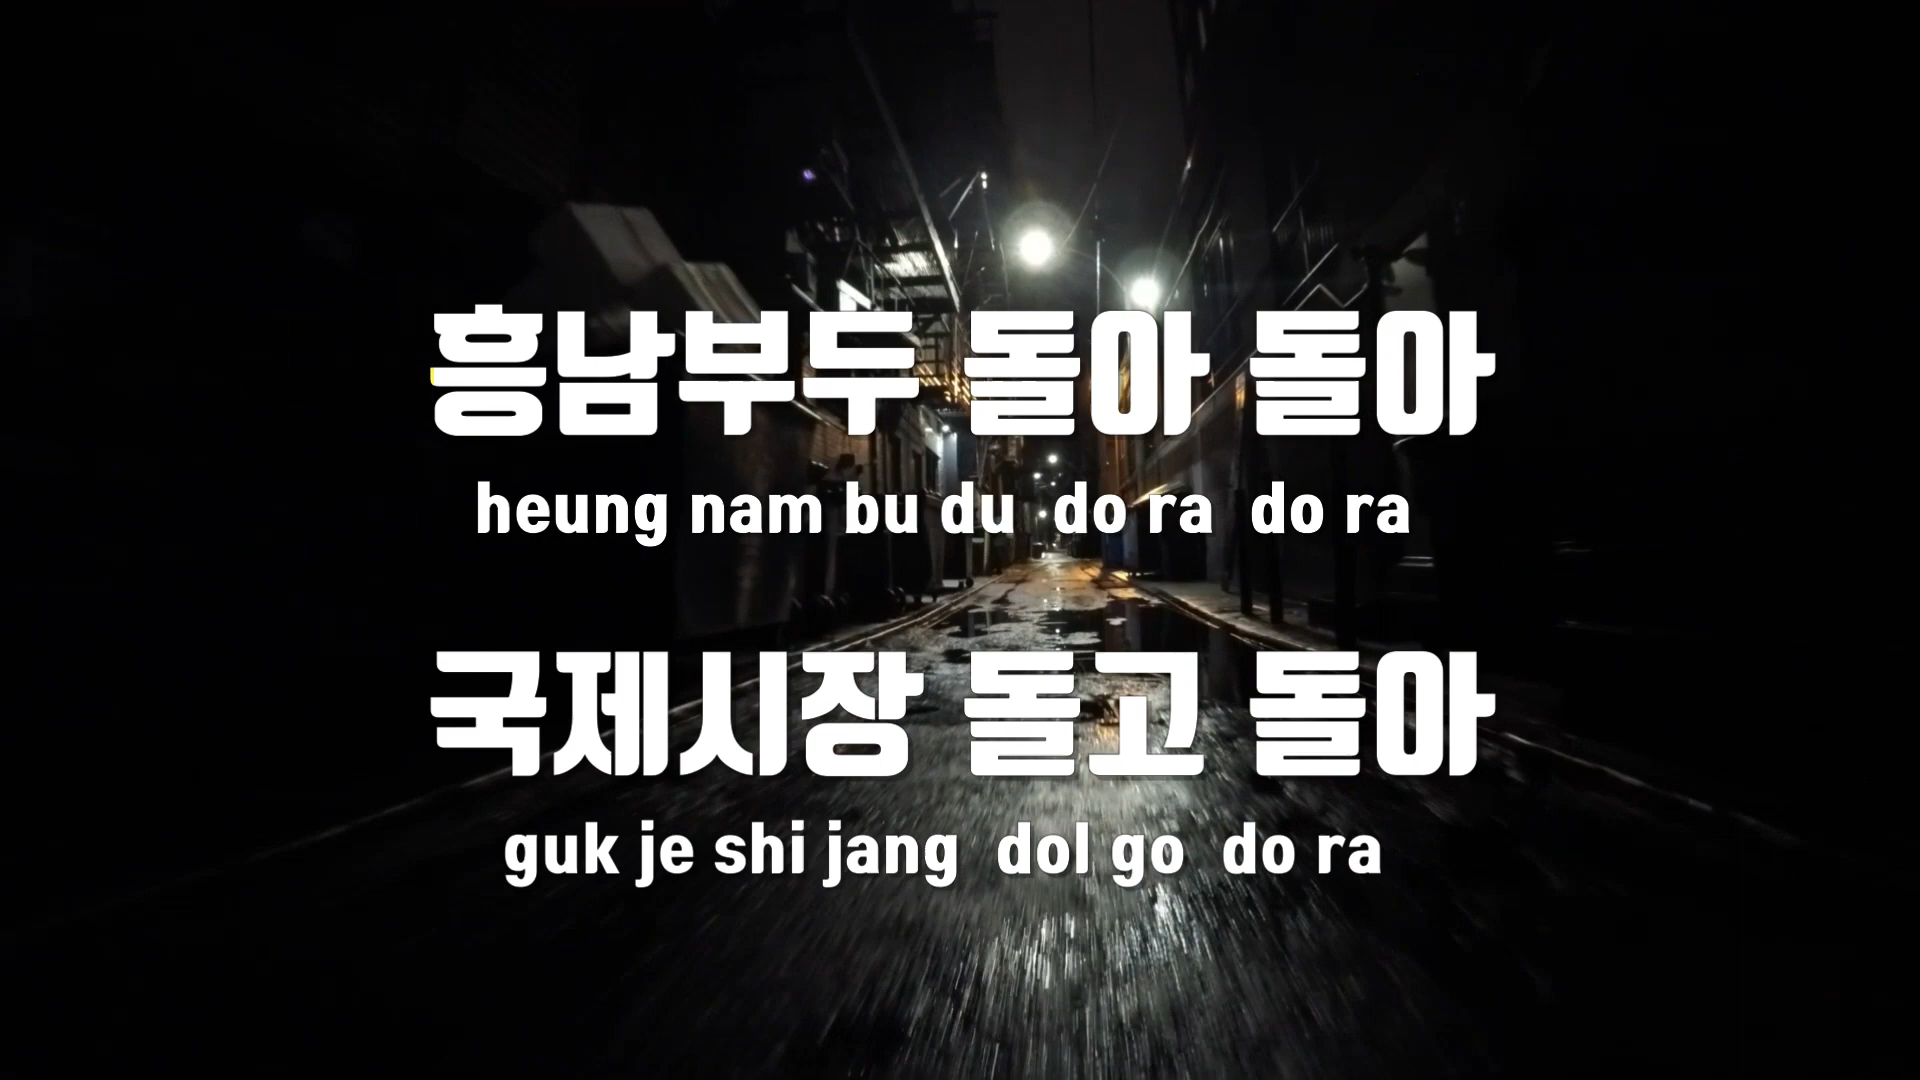 흥남부두 돌아 돌아
heung nam bu du do ra do ra
국제시장 돌고 돌아
guk je shi jang dol go do ra